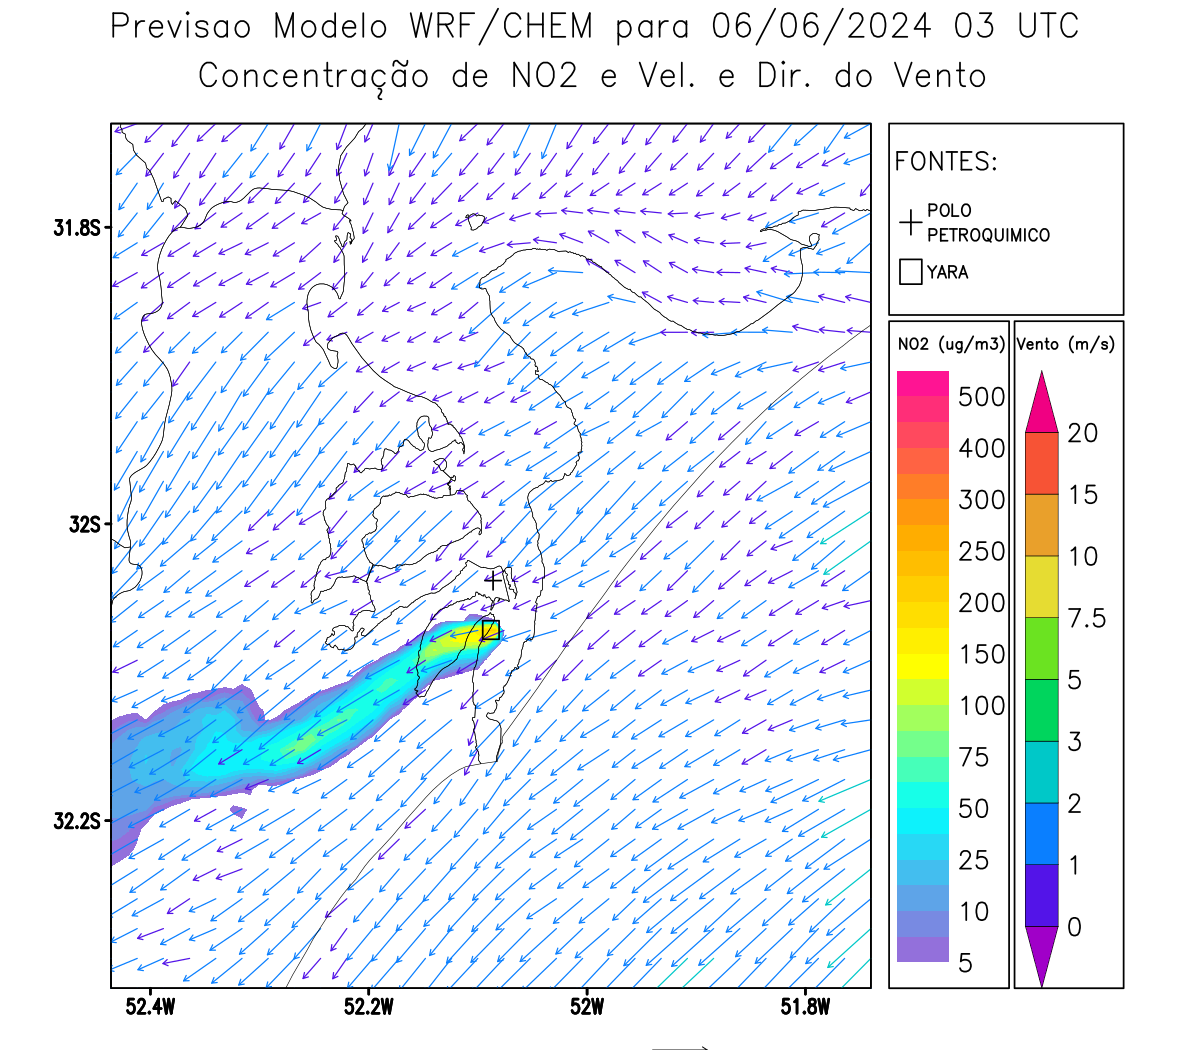 Previsao Modelo WRF/CHEM para 06/06/2024 03 UTC
Concentração de NO2 e Vel. e Dir. do Vento
FONTES:
POLO
PETROQUIMICO
YARA
NO2 (ug/m3)
500
400
300
250
200
150
100
75
50
25
10
5
Vento (m/s)
20
15
10
7.5
5
3
2
1
0
31.8S
32S
32.2S
52.4W
52.2W
52W
51.8W